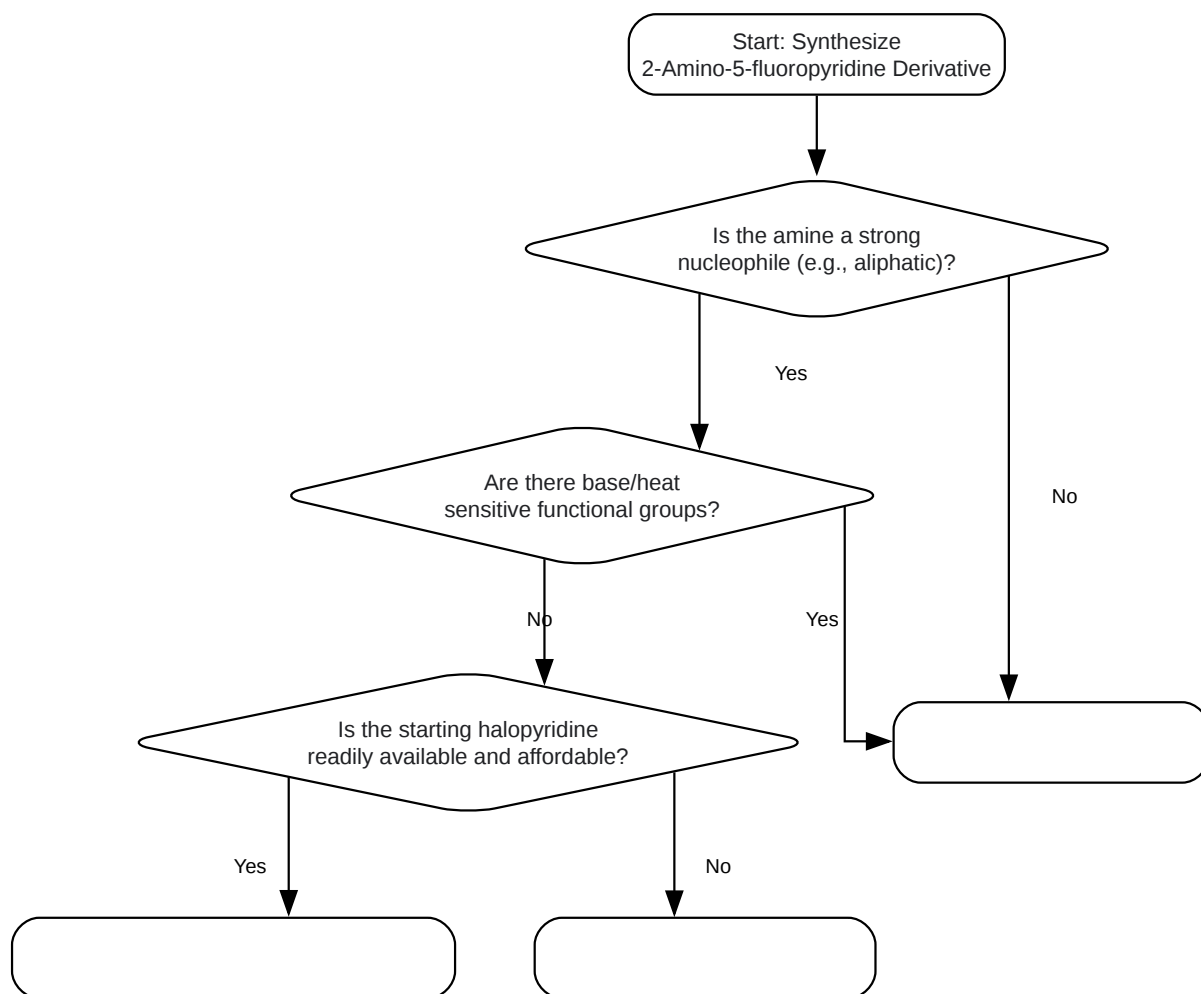 Start: Synthesize
2-Amino-5-fluoropyridine Derivative
Is the amine a strong
nucleophile (e.g., aliphatic)?
Yes
Are there base/heat
sensitive functional groups?
No
No
Yes
Is the starting halopyridine
readily available and affordable?
Yes
No